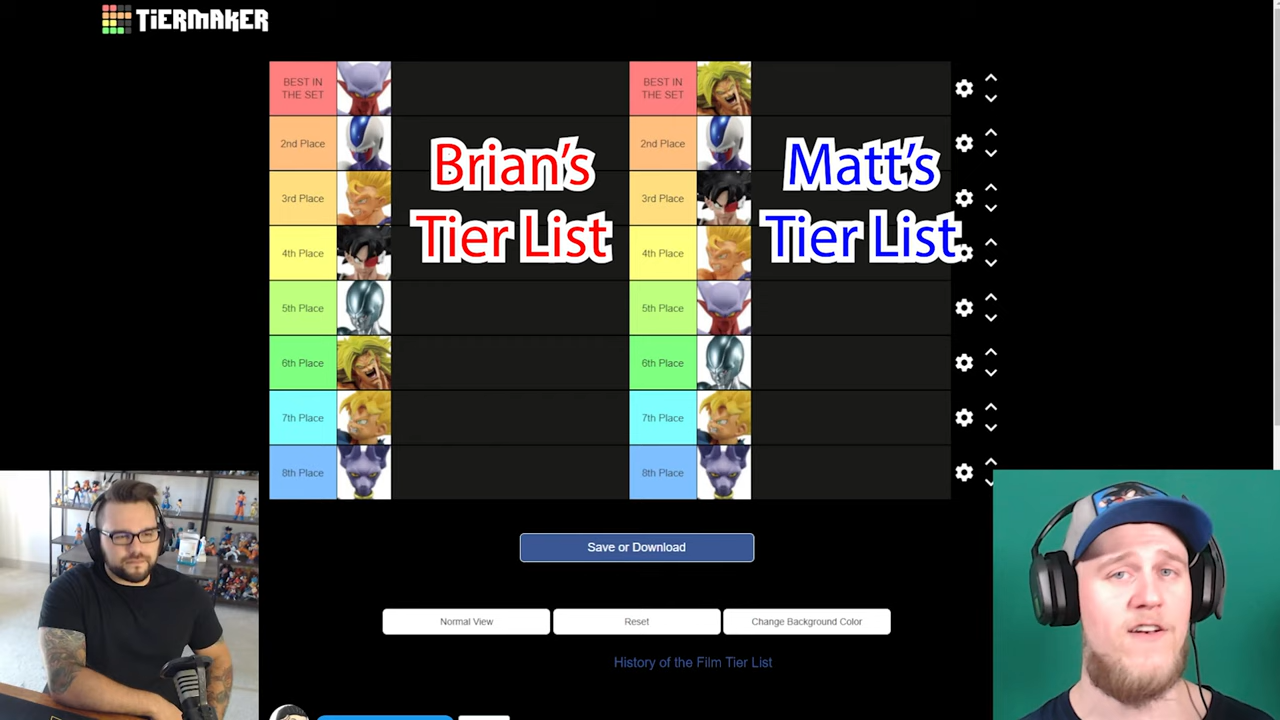 TiERMAKER
BEST IN
THE SET
BEST IN
THE SET
2nd Place
2nd Place
Brian's
Tier List
Matt's
Tier List
3rd Place
3rd Place
4th Place
4th Place
5th Place
5th Place
6th Place
6th Place
7th Place
7th Place
8th Place
8th Place
Save or Download
Normal View
Reset
Change Background Color
History of the Film Tier List